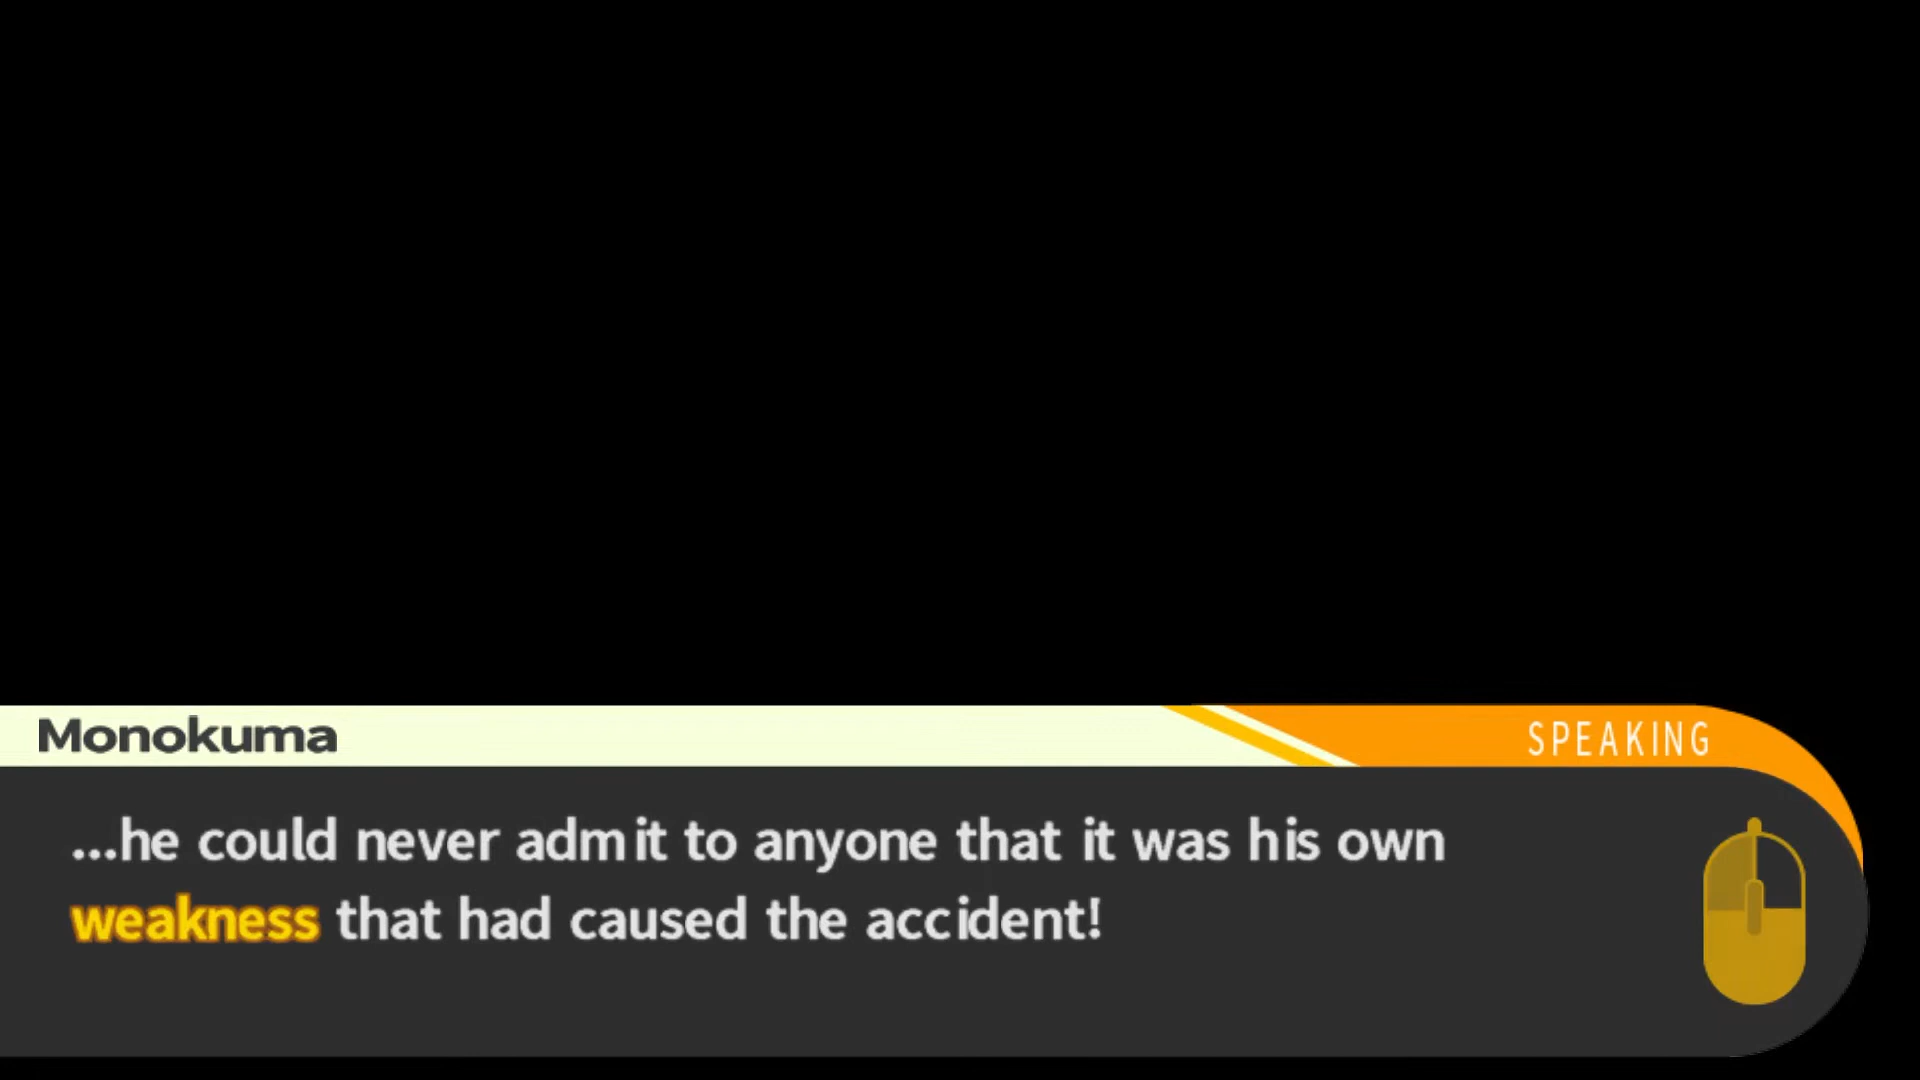 Monokuma
SPEAKING
...he could never admit to anyone that it was his own
weakness that had caused the accident!